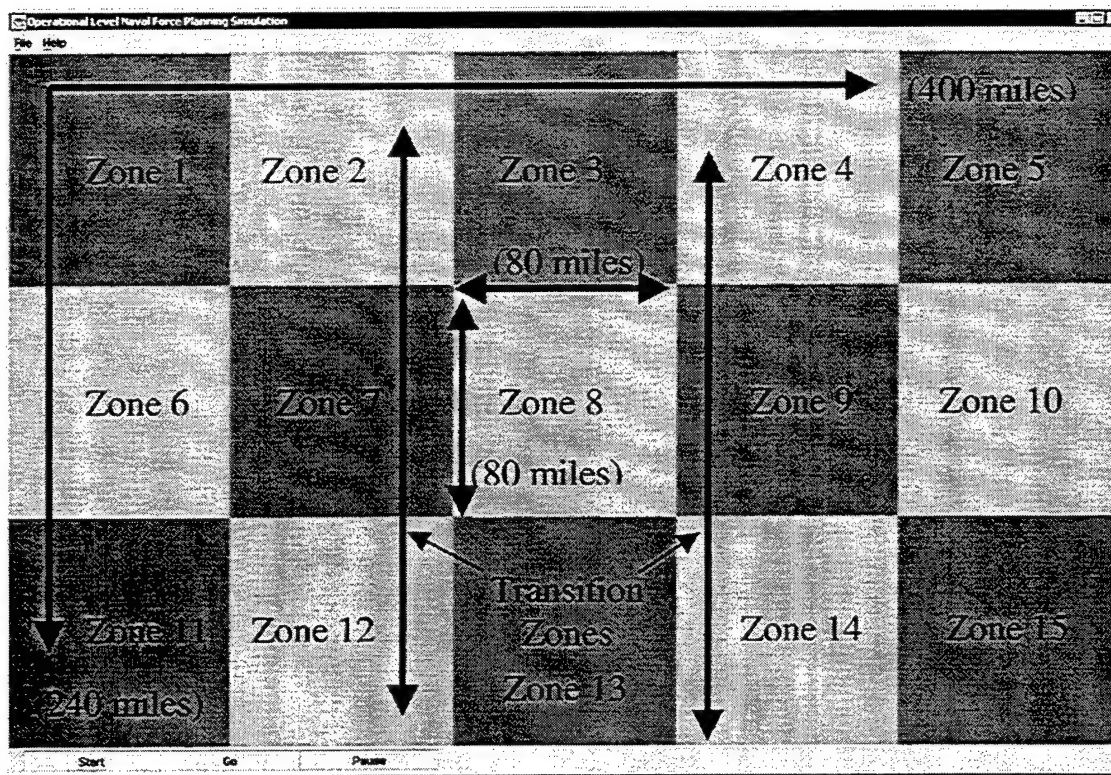 Operational Level Naval Force Planning Simulation
File Help
(400 miles)
Zone 1 Zone 2 Zone 3 Zone 4 Zone 5
(80 miles)
Zone 6 Zone 7 Zone 8 Zone 9 Zone 10
(80 miles)
Transition
Zone 11 Zone 12 Zones Zone 14 Zone 15
Zone 13
(240 miles)
Start Go Pause